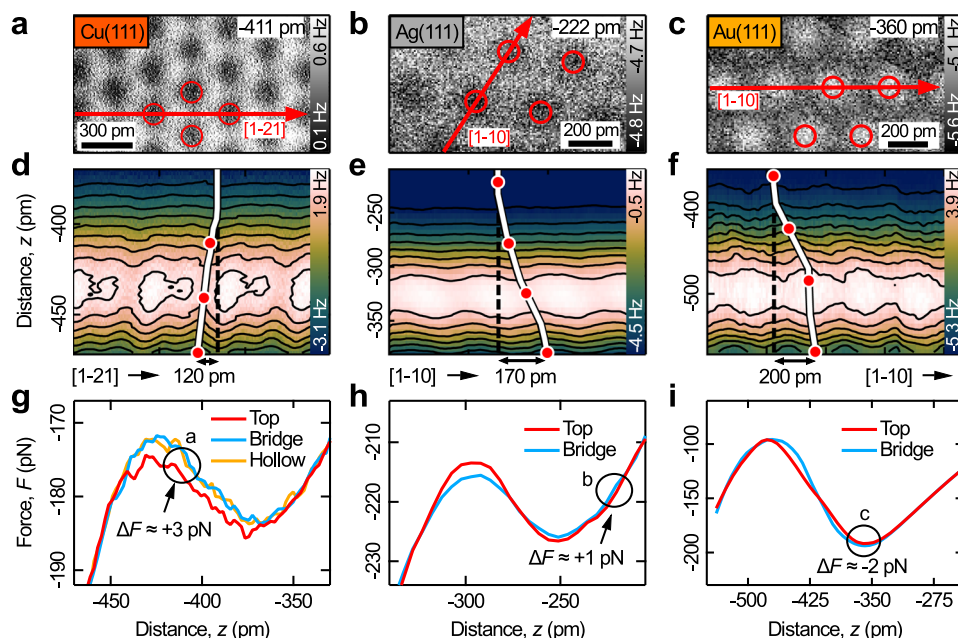 a
Cu(111)
-411 pm
0.6 Hz
0.1 Hz
300 pm
[1-21]
b
Ag(111)
-222 pm
-4.7
-4.8 Hz
[1-10]
200 pm
c
Au(111)
-360 pm
-5.1
-5.6 Hz
[1-10]
200 pm
d
Distance, z (pm)
-400
-450
1.9 Hz
-3.1 Hz
[1-21]
120 pm
e
-250
-300
-350
-0.5 Hz
-4.5 Hz
[1-10]
170 pm
f
-400
-500
3.9 Hz
-5.3 Hz
200 pm
[1-10]
g
Force, F (pN)
-170
-180
-190
Top
Bridge
Hollow
a
ΔF ≈ +3 pN
-450
-400
-350
Distance, z (pm)
h
-210
-220
-230
Top
Bridge
b
ΔF ≈ +1 pN
-300
-250
Distance, z (pm)
i
-100
-150
-200
Top
Bridge
c
ΔF ≈ -2 pN
-500
-425
-350
-275
Distance, z (pm)